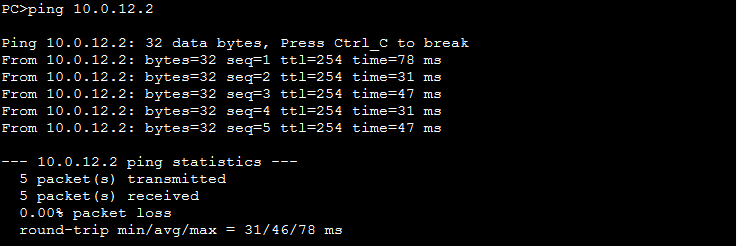 PC>ping 10.0.12.2

Ping 10.0.12.2: 32 data bytes, Press Ctrl_C to break
From 10.0.12.2: bytes=32 seq=1 ttl=254 time=78 ms
From 10.0.12.2: bytes=32 seq=2 ttl=254 time=31 ms
From 10.0.12.2: bytes=32 seq=3 ttl=254 time=47 ms
From 10.0.12.2: bytes=32 seq=4 ttl=254 time=31 ms
From 10.0.12.2: bytes=32 seq=5 ttl=254 time=47 ms

--- 10.0.12.2 ping statistics ---
  5 packet(s) transmitted
  5 packet(s) received
  0.00% packet loss
  round-trip min/avg/max = 31/46/78 ms